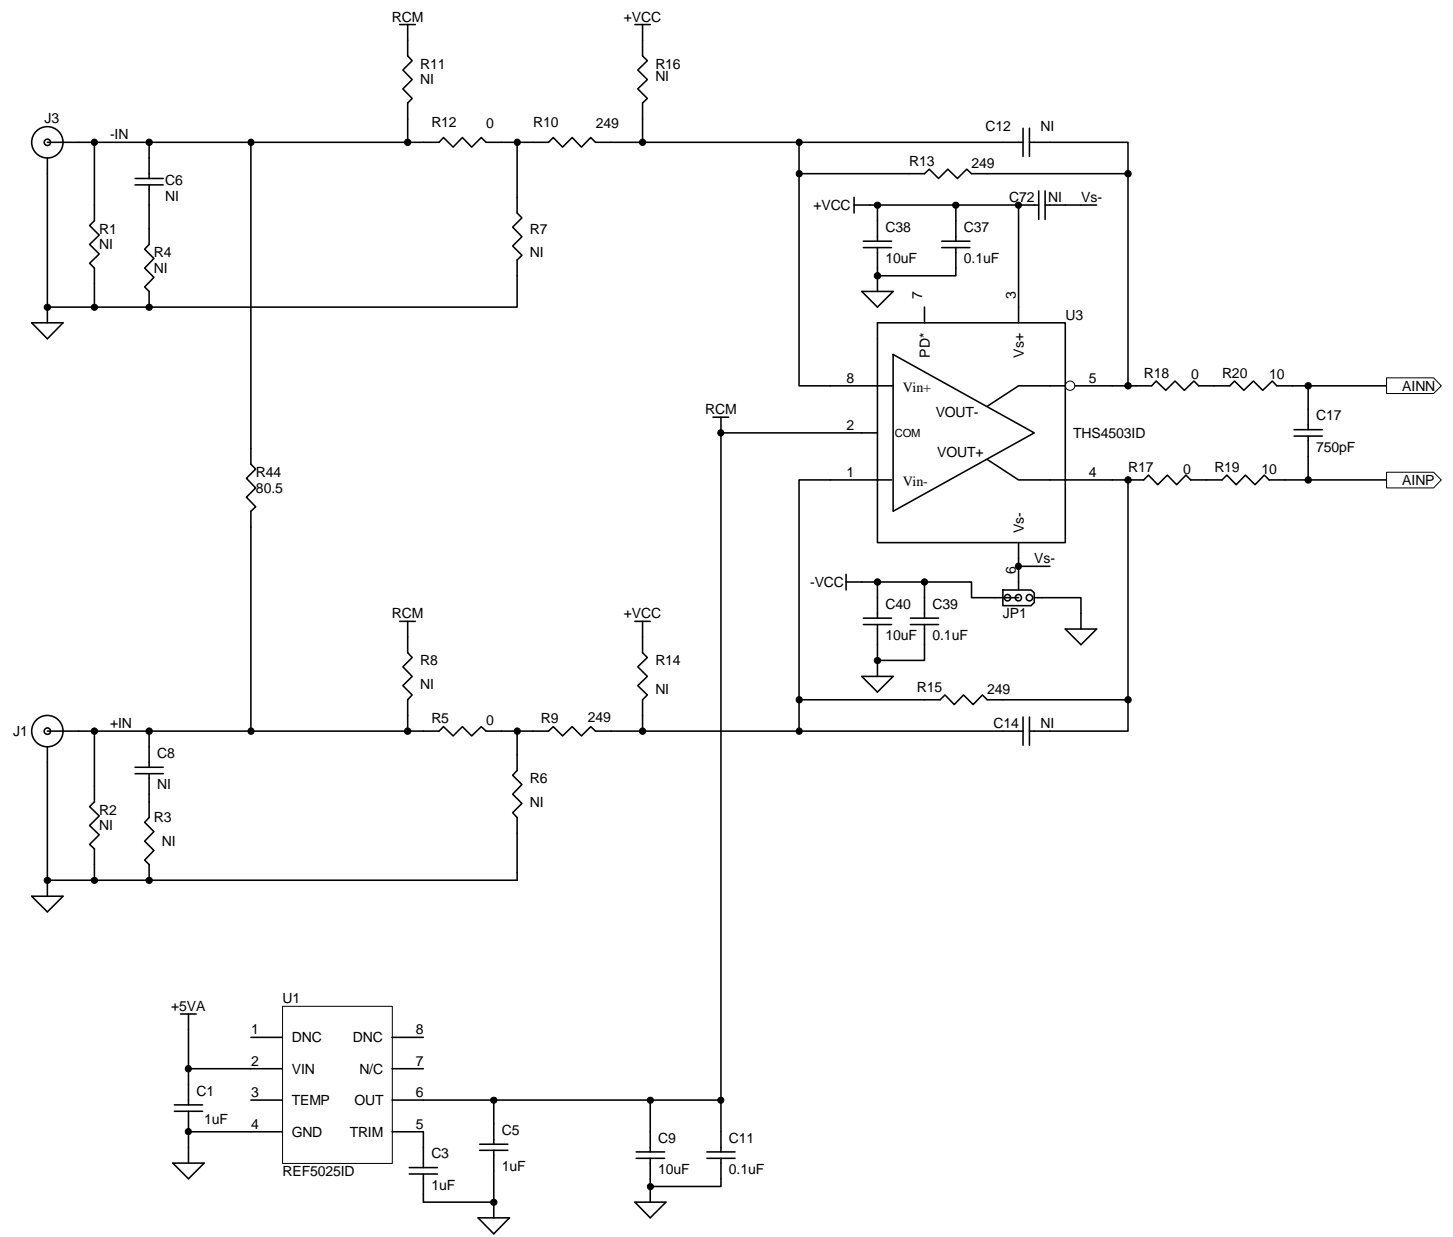 RCM
+VCC
R11
NI
R16
NI
J3
-IN
R12
0
R10
249
C12
NI
R13
249
C6
NI
R1
NI
R4
NI
R7
NI
+VCC
C72
NI
Vs-
C38
10uF
C37
0.1uF
7
3
U3
PD*
Vs+
8
Vin+
5
R18
0
R20
10
AINN
RCM
VOUT-
2
COM
THS4503ID
C17
750pF
VOUT+
1
Vin-
4
R17
0
R19
10
AINP
R44
80.5
Vs-
6
Vs-
-VCC
C40
10uF
C39
0.1uF
JP1
RCM
+VCC
R8
NI
R14
NI
R15
249
J1
+IN
R5
0
R9
249
C14
NI
C8
NI
R2
NI
R3
NI
R6
NI
+5VA
U1
1
DNC
DNC
8
2
VIN
N/C
7
3
TEMP
OUT
6
4
GND
TRIM
5
REF5025ID
C1
1uF
C3
1uF
C5
1uF
C9
10uF
C11
0.1uF